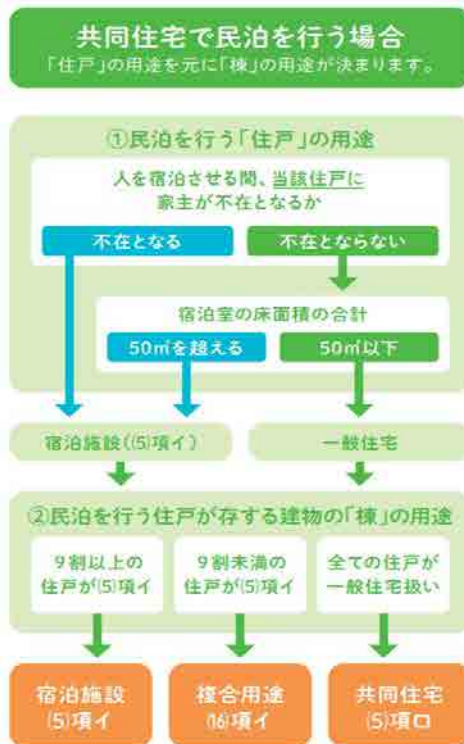 共同住宅で民泊を行う場合
「住戸」の用途を元に「棟」の用途が決まります。
①民泊を行う「住戸」の用途
人を宿泊させる間、当該住戸に
家主が不在となるか
不在となる
不在とならない
宿泊室の床面積の合計
50㎡を超える
50㎡以下
宿泊施設((5)項イ)
一般住宅
②民泊を行う住戸が存する建物の「棟」の用途
9割以上の
住戸が(5)項イ
9割未満の
住戸が(5)項イ
全ての住戸が
一般住宅扱い
宿泊施設
(5)項イ
複合用途
(16)項イ
共同住宅
(5)項ロ